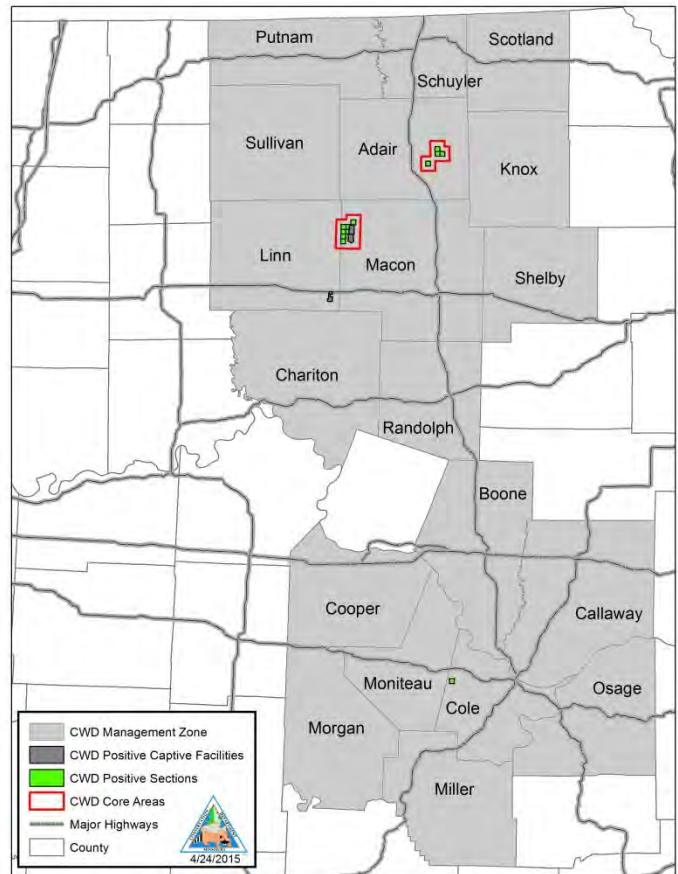 Putnam
Scotland
Schuyler
Sullivan
Adair
Knox
Linn
Macon
Shelby
Chariton
Randolph
Boone
Cooper
Callaway
Moniteau
Osage
Morgan
Cole
Miller
CWD Management Zone
CWD Positive Captive Facilities
CWD Positive Sections
CWD Core Areas
Major Highways
County
4/24/2015